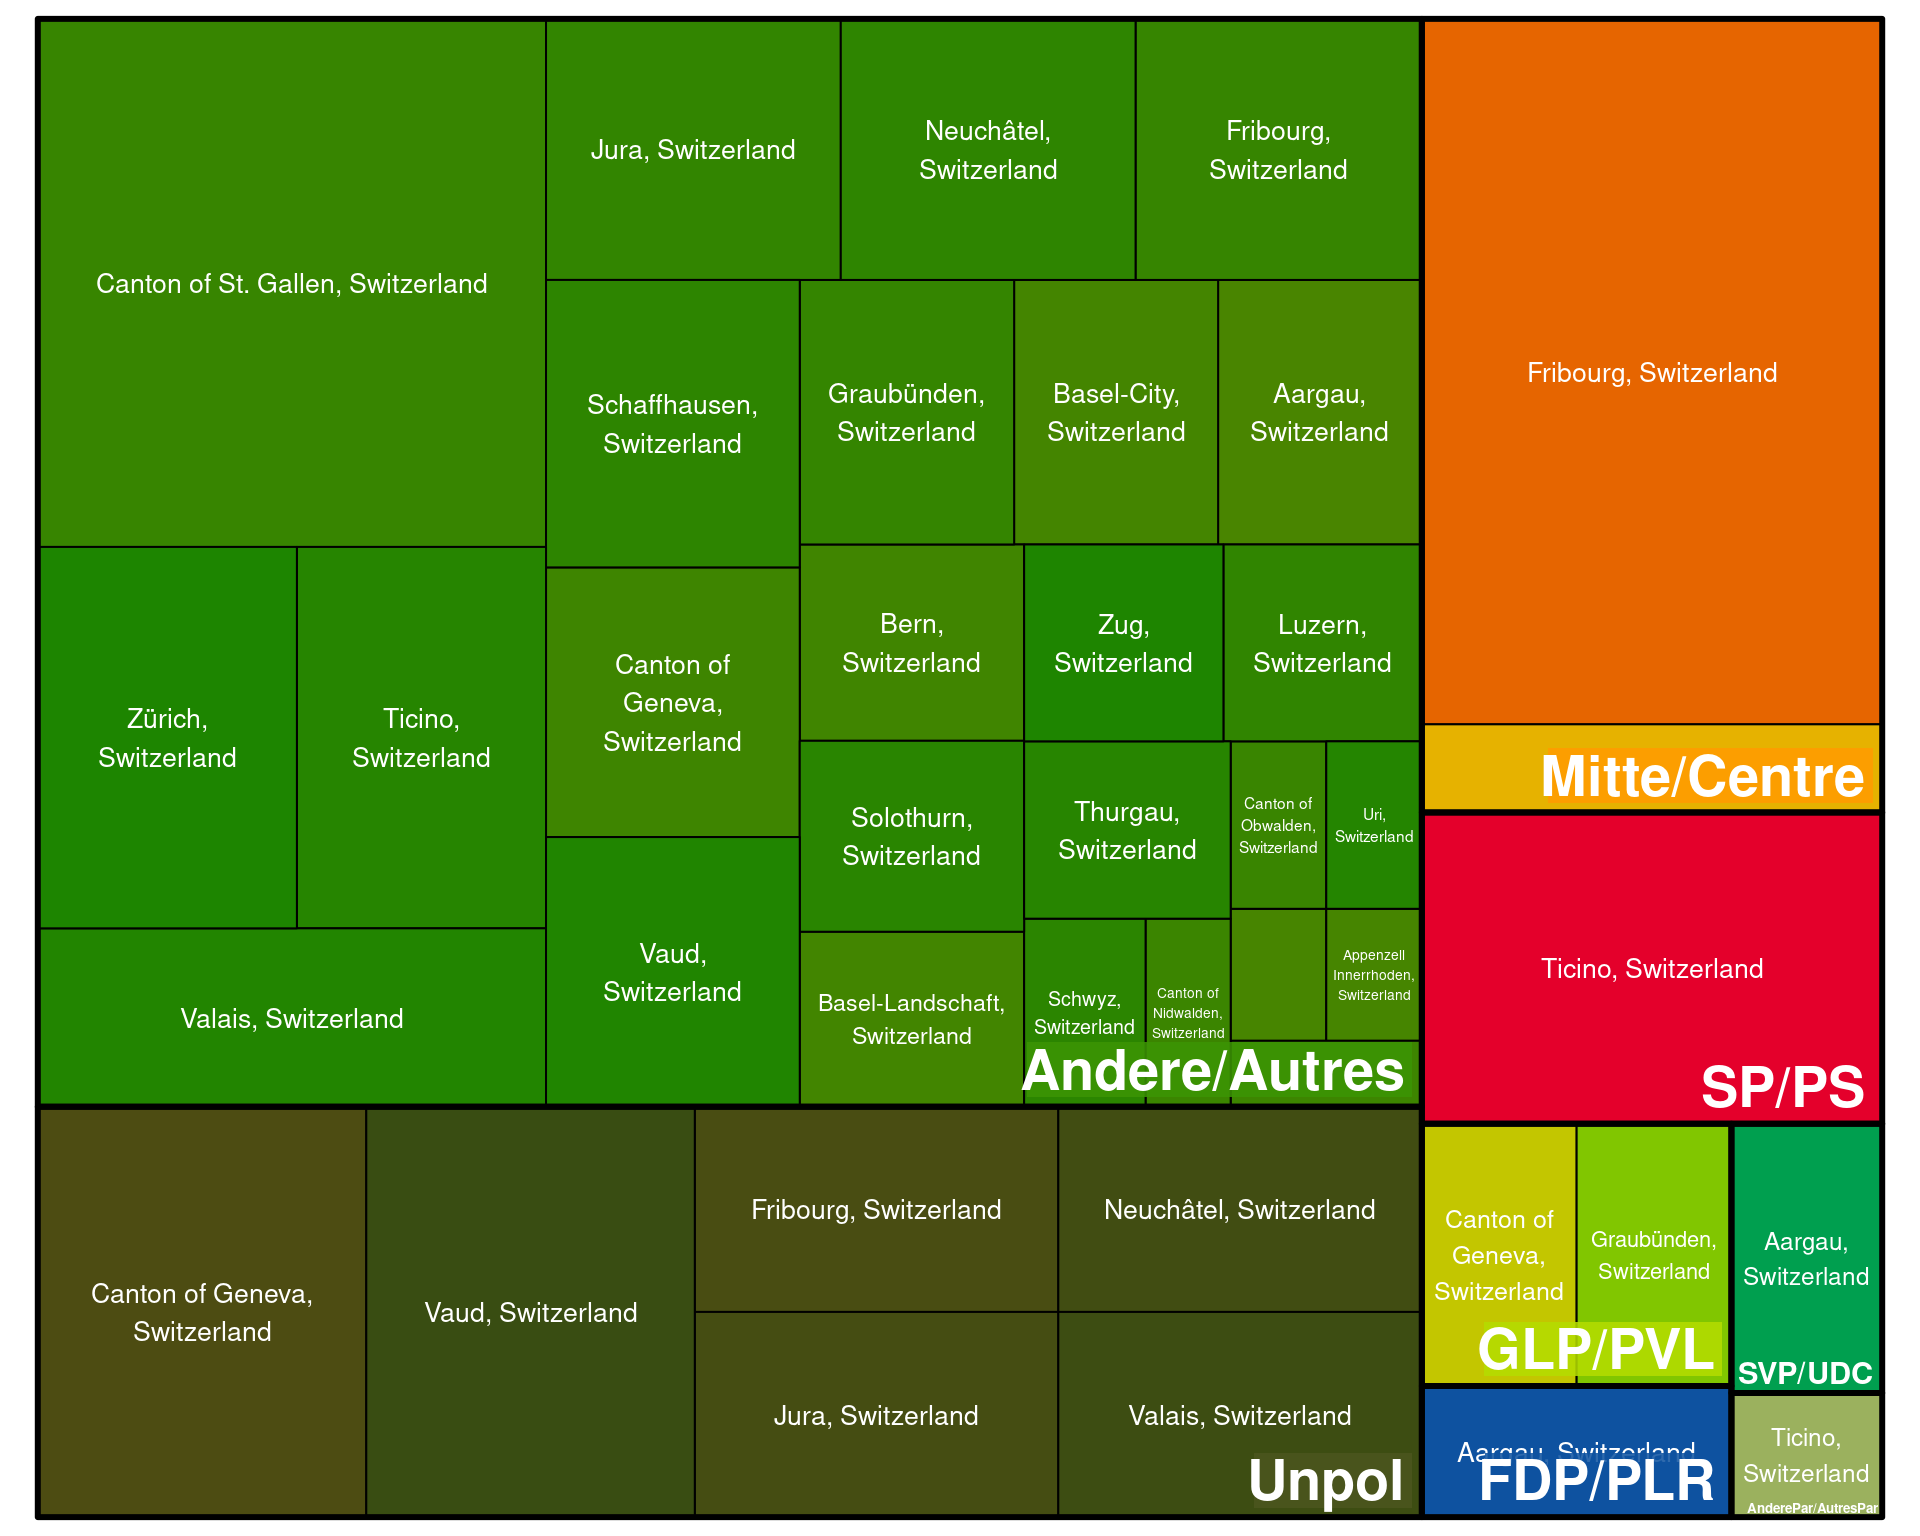 Canton of St. Gallen, Switzerland
Jura, Switzerland
Neuchâtel,
Switzerland
Fribourg,
Switzerland
Schaffhausen,
Switzerland
Graubünden,
Switzerland
Basel-City,
Switzerland
Aargau,
Switzerland
Zürich,
Switzerland
Ticino,
Switzerland
Canton of
Geneva,
Switzerland
Bern,
Switzerland
Zug,
Switzerland
Luzern,
Switzerland
Solothurn,
Switzerland
Thurgau,
Switzerland
Canton of
Obwalden,
Switzerland
Uri,
Switzerland
Valais, Switzerland
Vaud,
Switzerland
Basel-Landschaft,
Switzerland
Schwyz,
Switzerland
Canton of
Nidwalden,
Switzerland
Appenzell
Innerrhoden,
Switzerland
Andere/Autres
Canton of Geneva,
Switzerland
Vaud, Switzerland
Fribourg, Switzerland
Neuchâtel, Switzerland
Jura, Switzerland
Valais, Switzerland
Unpol
Fribourg, Switzerland
Mitte/Centre
Ticino, Switzerland
SP/PS
Canton of
Geneva,
Switzerland
Graubünden,
Switzerland
GLP/PVL
Aargau,
Switzerland
SVP/UDC
Aargau, Switzerland
FDP/PLR
Ticino,
Switzerland
AnderePar/AutresPar